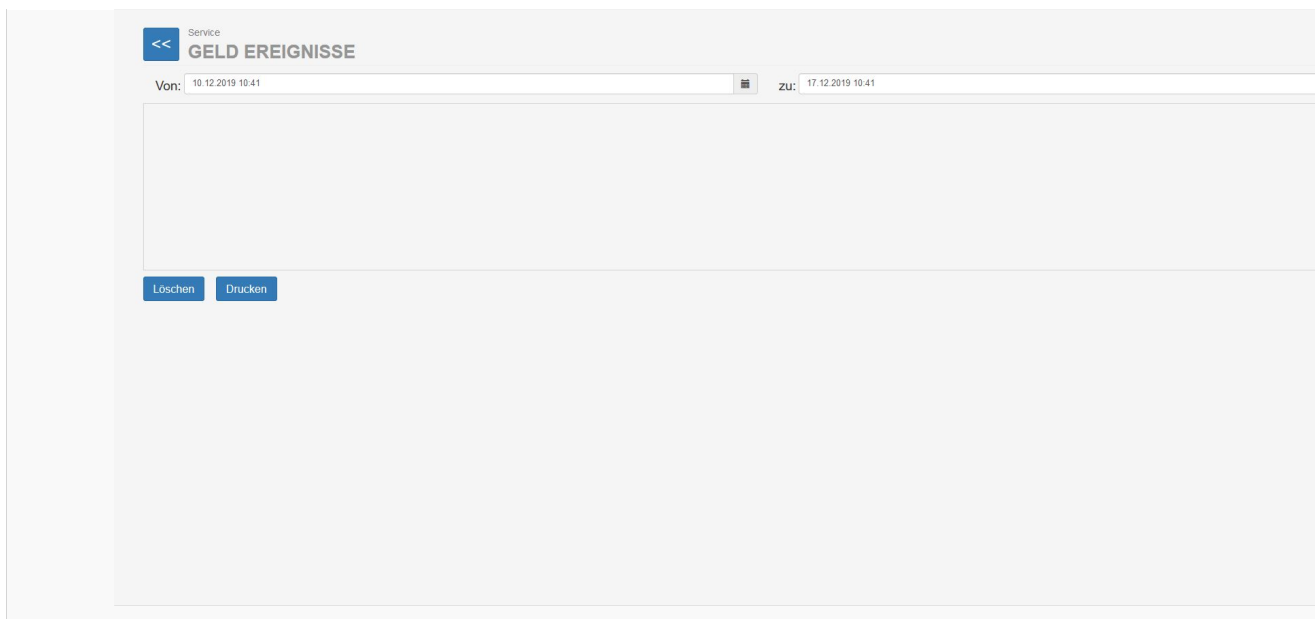 <<
Service
GELD EREIGNISSE
Von: 10.12.2019 10:41 zu: 17.12.2019 10:41
Löschen Drucken